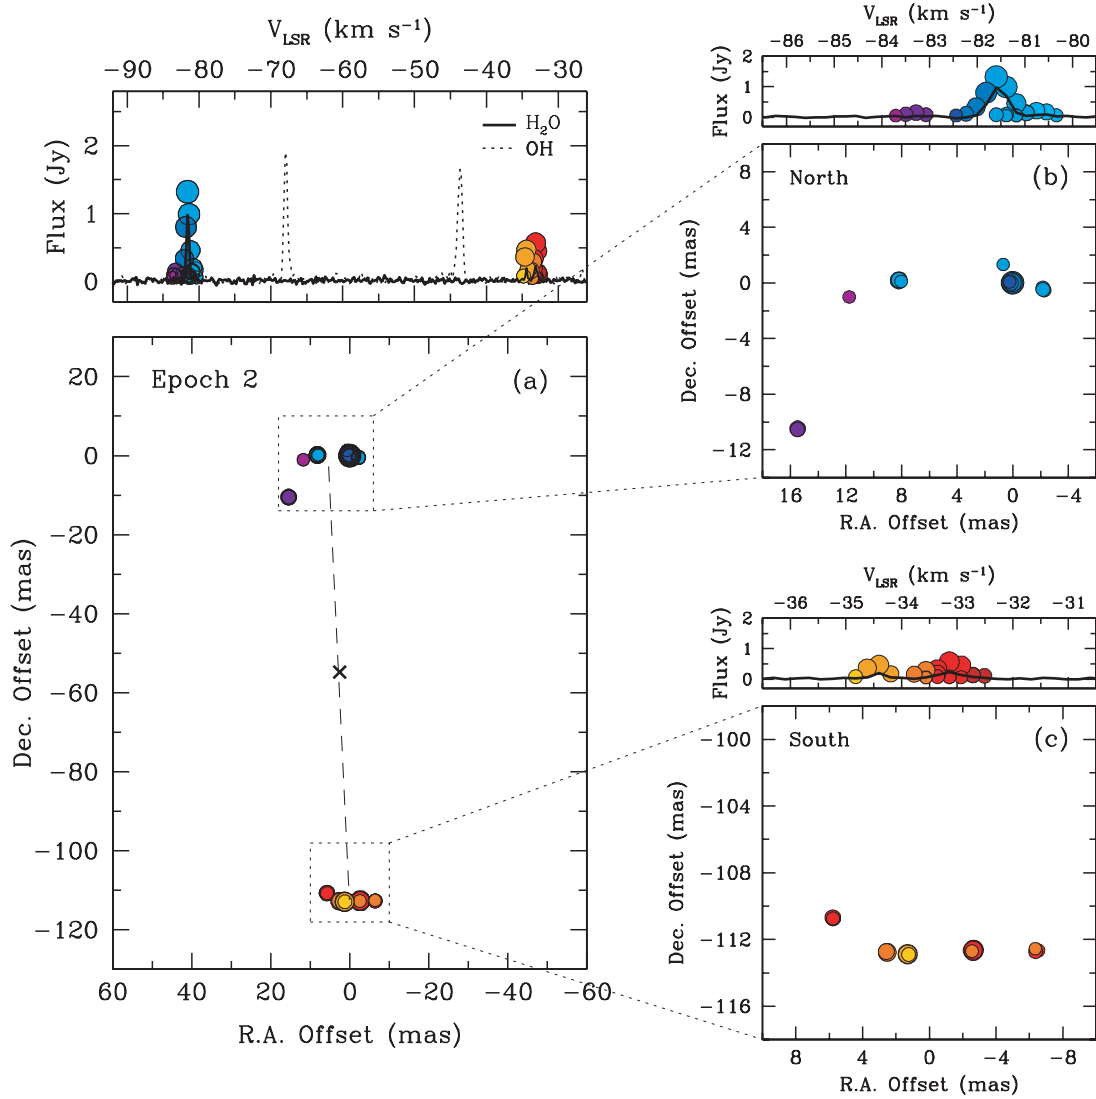 V_LSR (km s⁻¹)
−90 −80 −70 −60 −50 −40 −30
Flux (Jy)
2
1
0
H₂O
OH
Epoch 2
(a)
Dec. Offset (mas)
20
0
−20
−40
−60
−80
−100
−120
60 40 20 0 −20 −40 −60
R.A. Offset (mas)
V_LSR (km s⁻¹)
−86 −85 −84 −83 −82 −81 −80
Flux (Jy)
2
1
0
North
(b)
Dec. Offset (mas)
8
4
0
−4
−8
−12
16 12 8 4 0 −4
R.A. Offset (mas)
V_LSR (km s⁻¹)
−36 −35 −34 −33 −32 −31
Flux (Jy)
2
1
0
South
(c)
Dec. Offset (mas)
−100
−104
−108
−112
−116
8 4 0 −4 −8
R.A. Offset (mas)